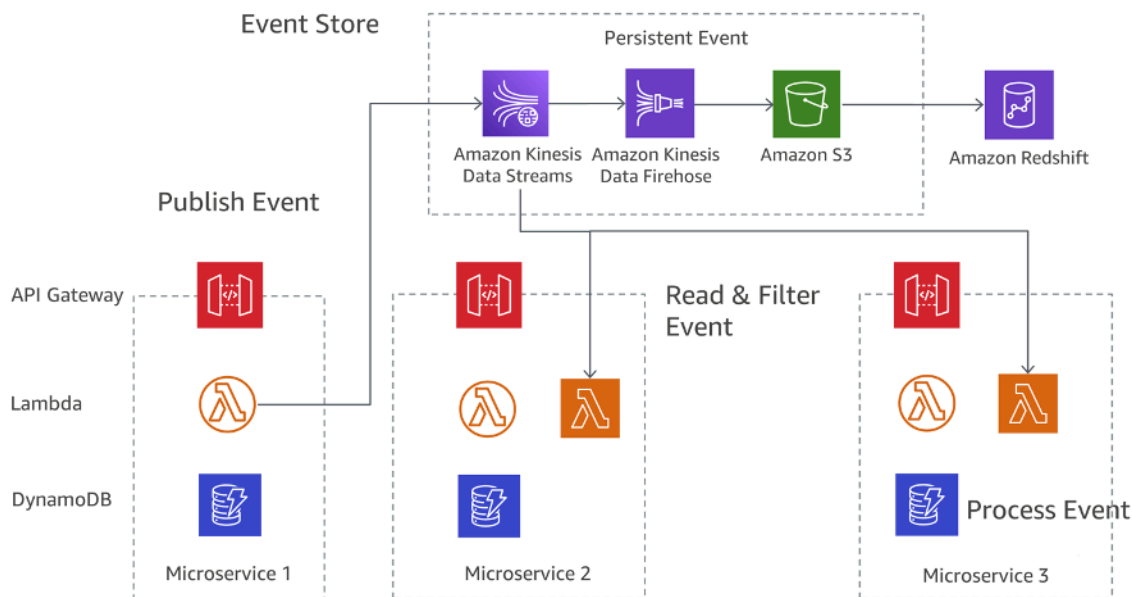 Event Store
Persistent Event
Amazon Kinesis
Data Streams
Amazon Kinesis
Data Firehose
Amazon S3
Amazon Redshift
Publish Event
API Gateway
Read & Filter
Event
Lambda
DynamoDB
Process Event
Microservice 1
Microservice 2
Microservice 3